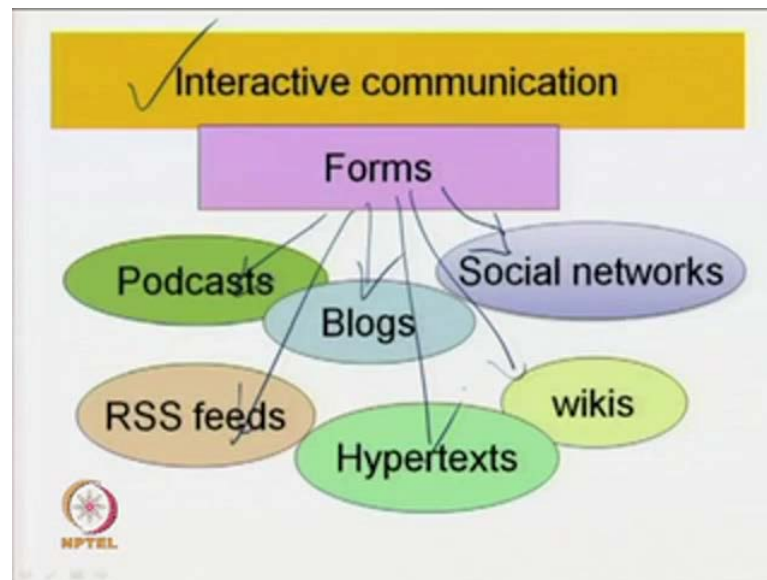 Interactive communication
Forms
Podcasts
Social networks
Blogs
RSS feeds
wikis
Hypertexts
NPTEL